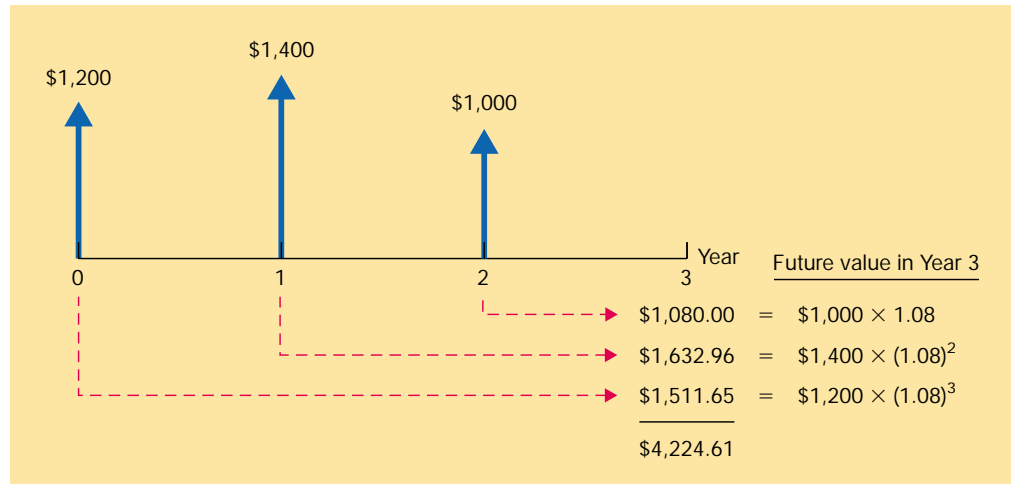 $1,400
$1,200
$1,000
Year
0 1 2 3
Future value in Year 3
$1,080.00 = $1,000 × 1.08
$1,632.96 = $1,400 × (1.08)²
$1,511.65 = $1,200 × (1.08)³
$4,224.61